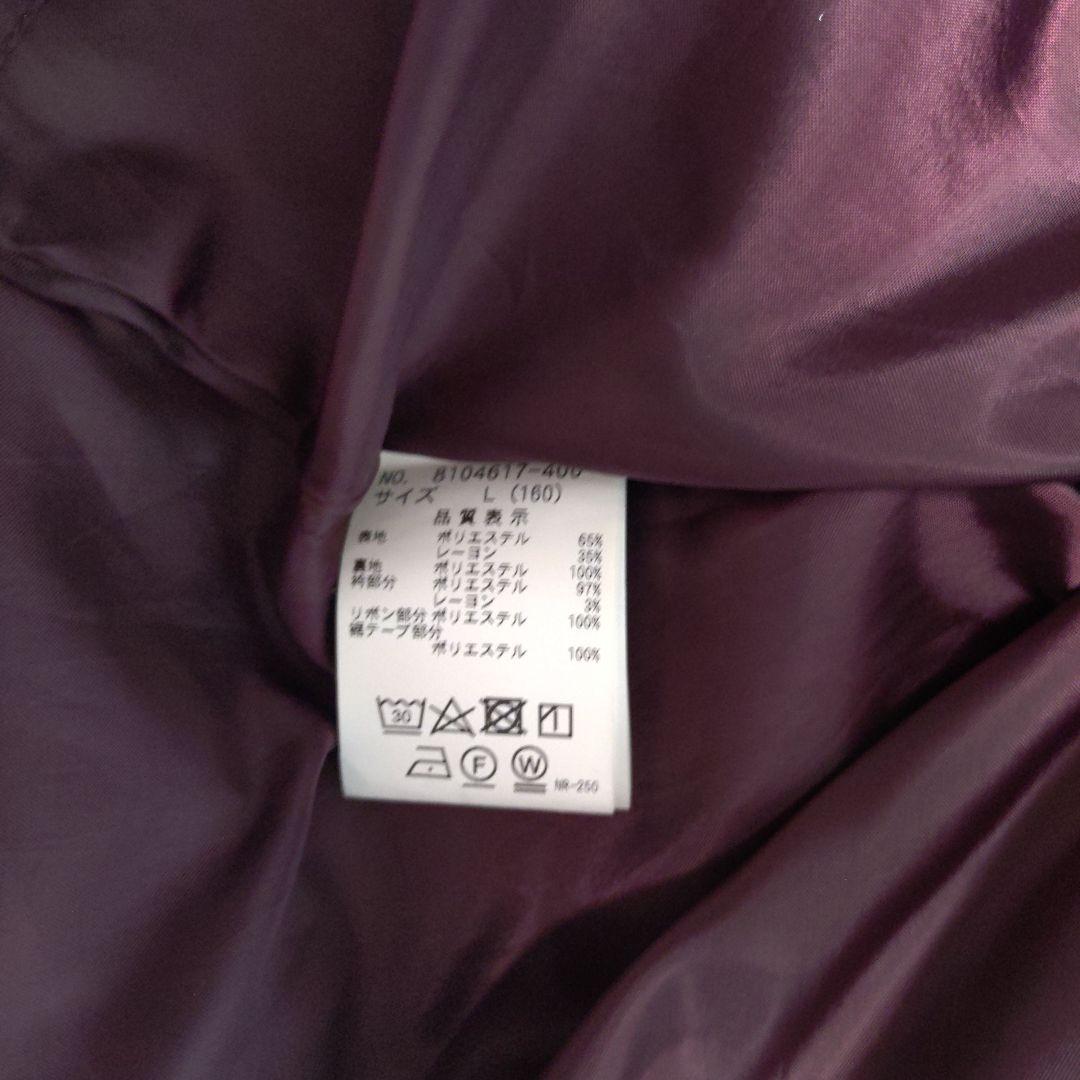 NO. 8104617-400
サイズ L (160)
品質表示
表地 ポリエステル 65%
レーヨン 35%
裏地 ポリエステル 100%
衿部分 ポリエステル 97%
レーヨン 3%
リボン部分 ポリエステル 100%
裾テープ部分
ポリエステル 100%
30
F W NR-250